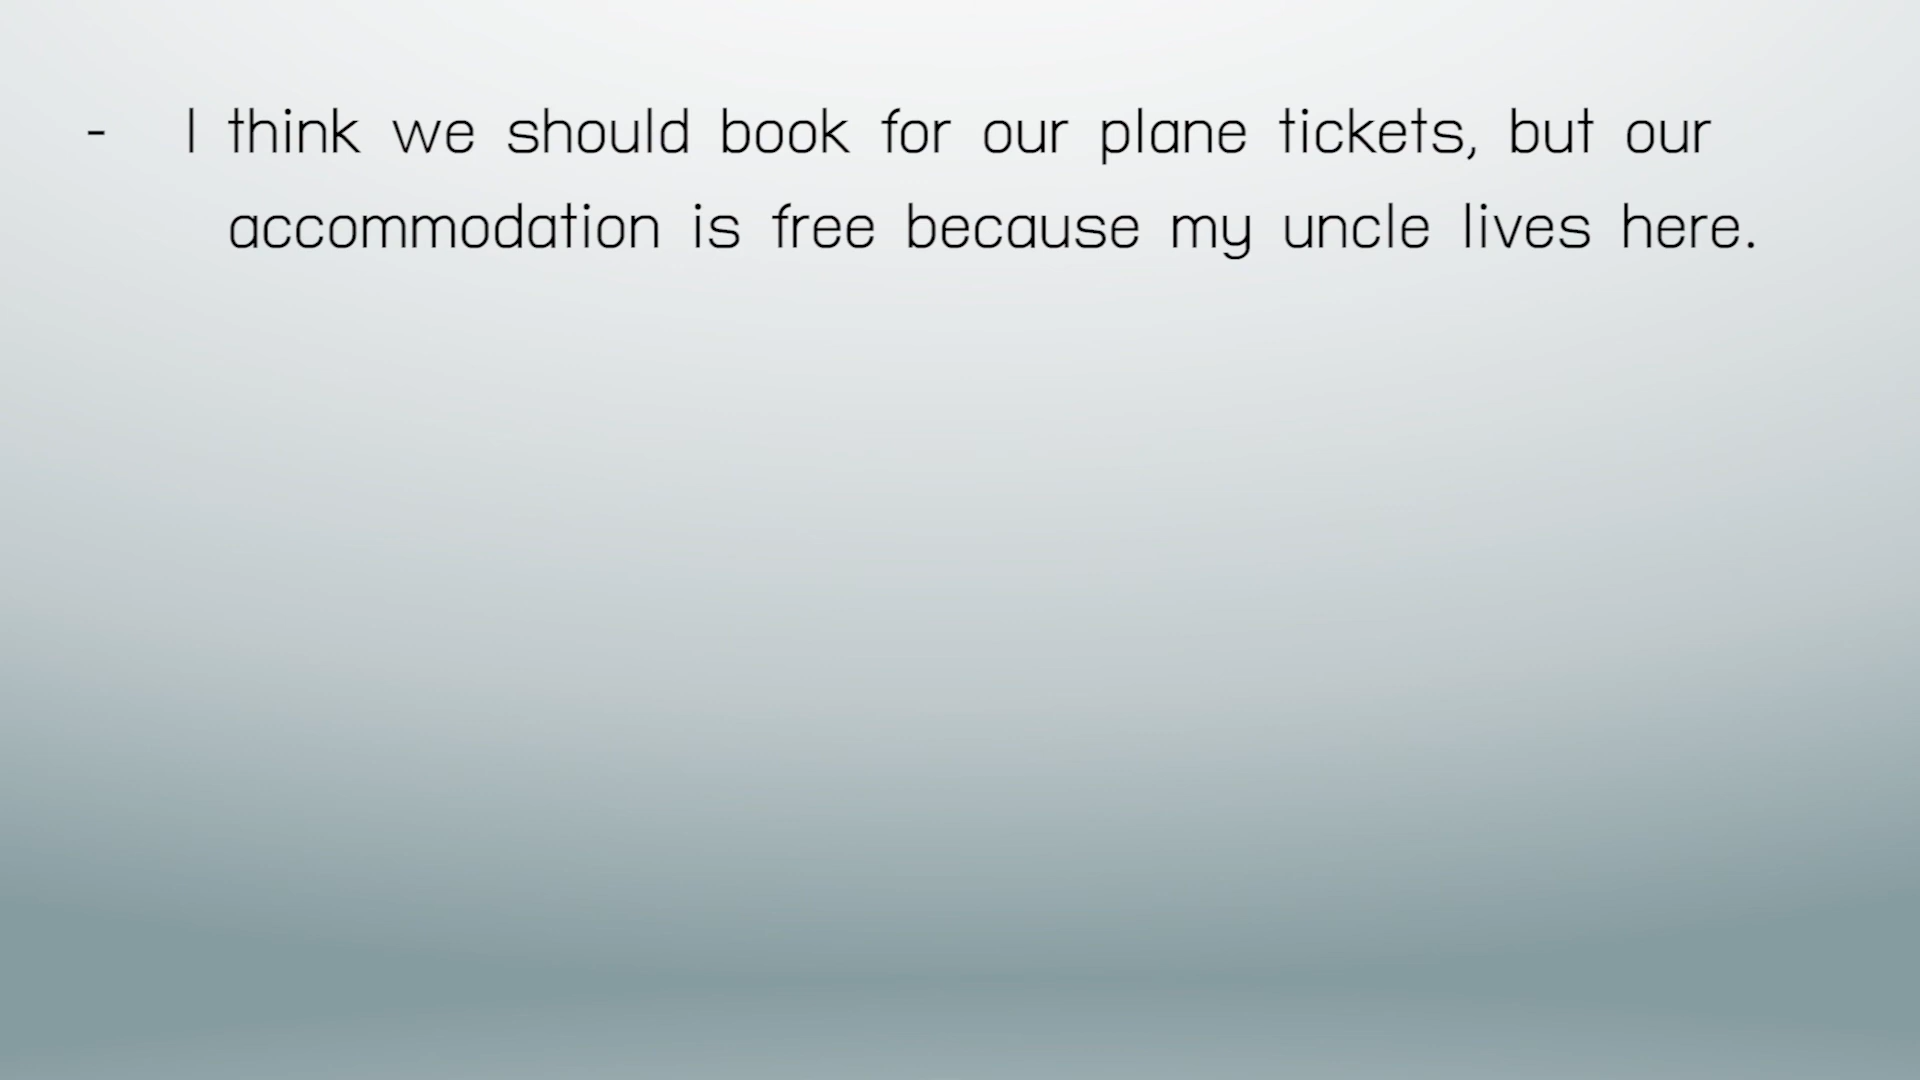 - I think we should book for our plane tickets, but our
accommodation is free because my uncle lives here.